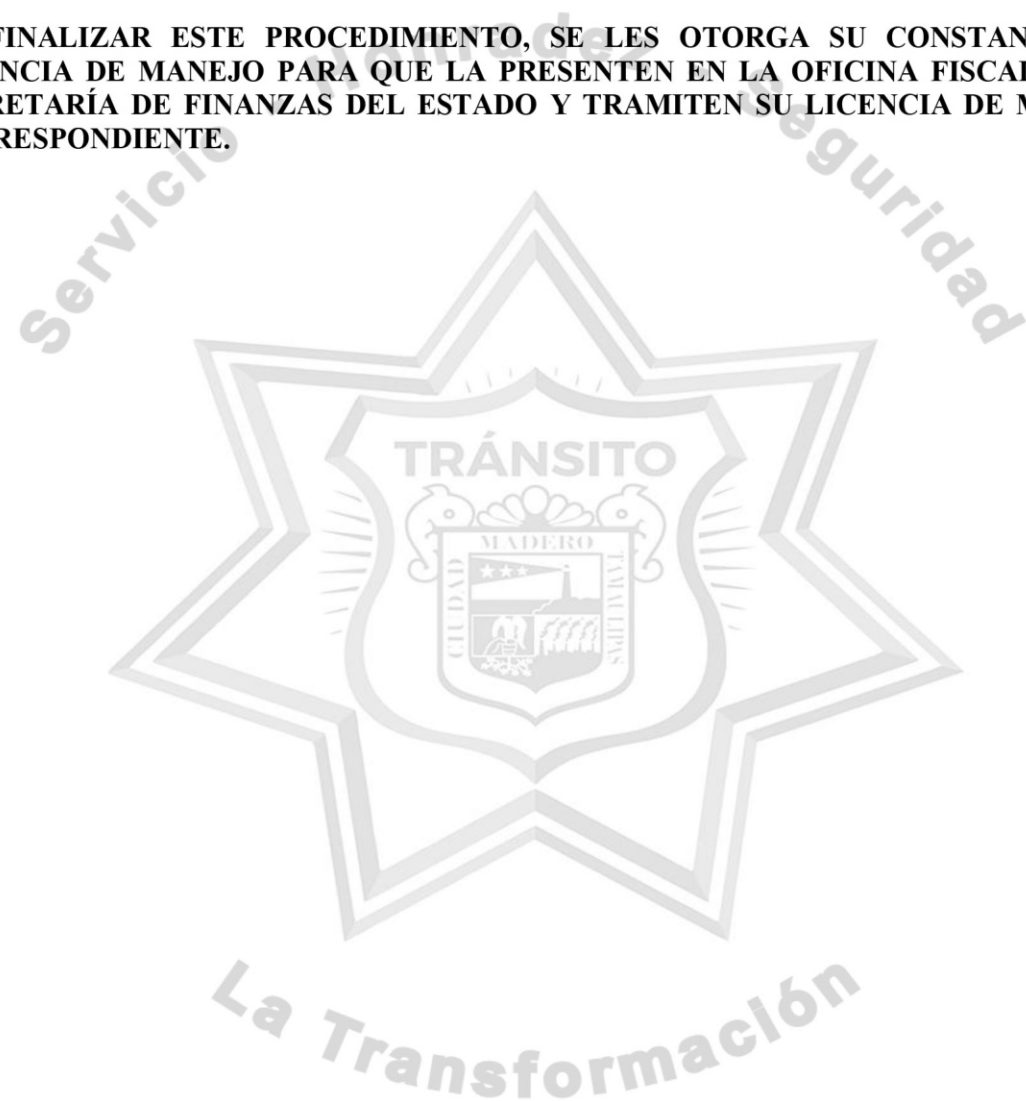 FINALIZAR ESTE PROCEDIMIENTO, SE LES OTORGA SU CONSTAN
NCIA DE MANEJO PARA QUE LA PRESENTEN EN LA OFICINA FISCAL
RETARÍA DE FINANZAS DEL ESTADO Y TRAMITEN SU LICENCIA DE M
RESPONDIENTE.
Servicio Honradez Seguridad
TRÁNSITO
MADERO
CIUDAD
TAMAULIPAS
La Transformación